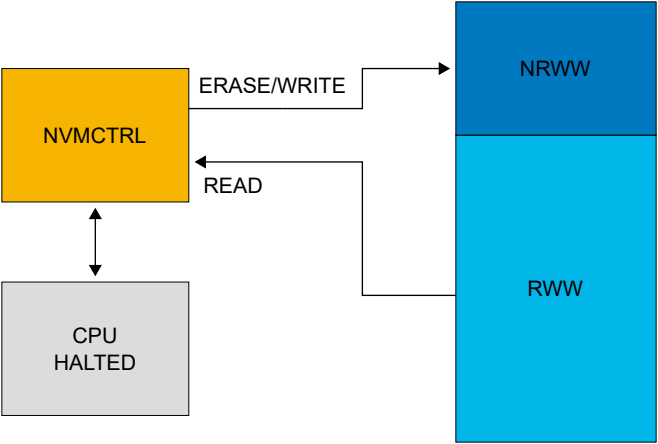 NRWW
ERASE/WRITE
NVMCTRL
READ
RWW
CPU
HALTED